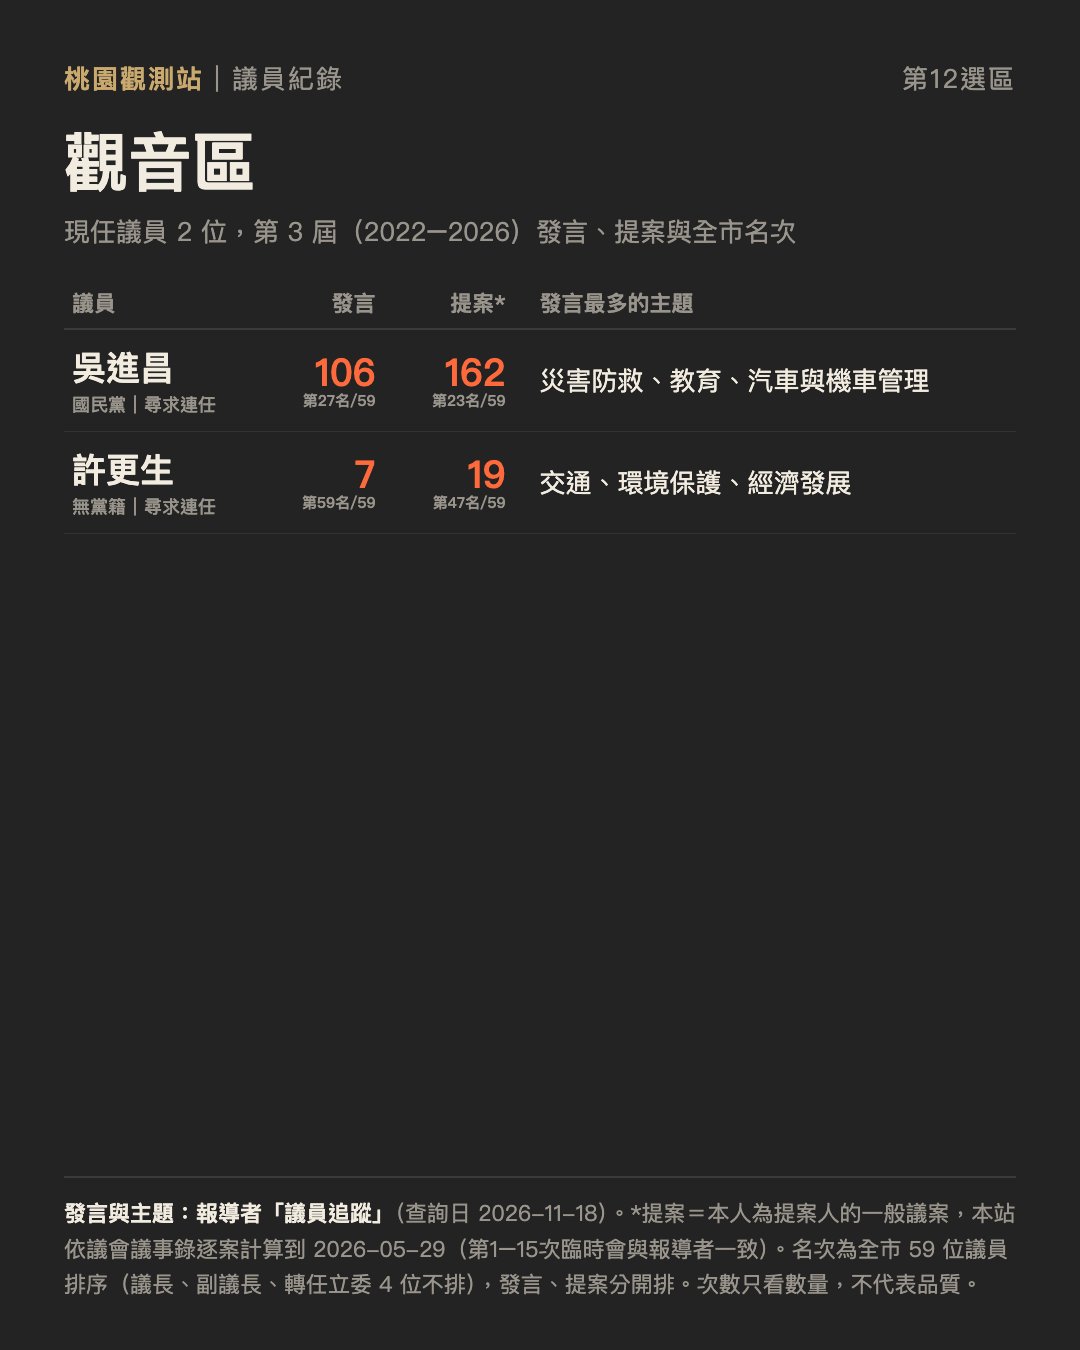 桃園觀測站｜議員紀錄
第12選區
觀音區
現任議員 2 位，第 3 屆（2022—2026）發言、提案與全市名次
議員 發言 提案* 發言最多的主題
吳進昌 106 162 災害防救、教育、汽車與機車管理
國民黨｜尋求連任 第27名/59 第23名/59
許更生 7 19 交通、環境保護、經濟發展
無黨籍｜尋求連任 第59名/59 第47名/59
發言與主題：報導者「議員追蹤」（查詢日 2026-11-18）。*提案＝本人為提案人的一般議案，本站
依議會議事錄逐案計算到 2026-05-29（第1—15次臨時會與報導者一致）。名次為全市 59 位議員
排序（議長、副議長、轉任立委 4 位不排），發言、提案分開排。次數只看數量，不代表品質。